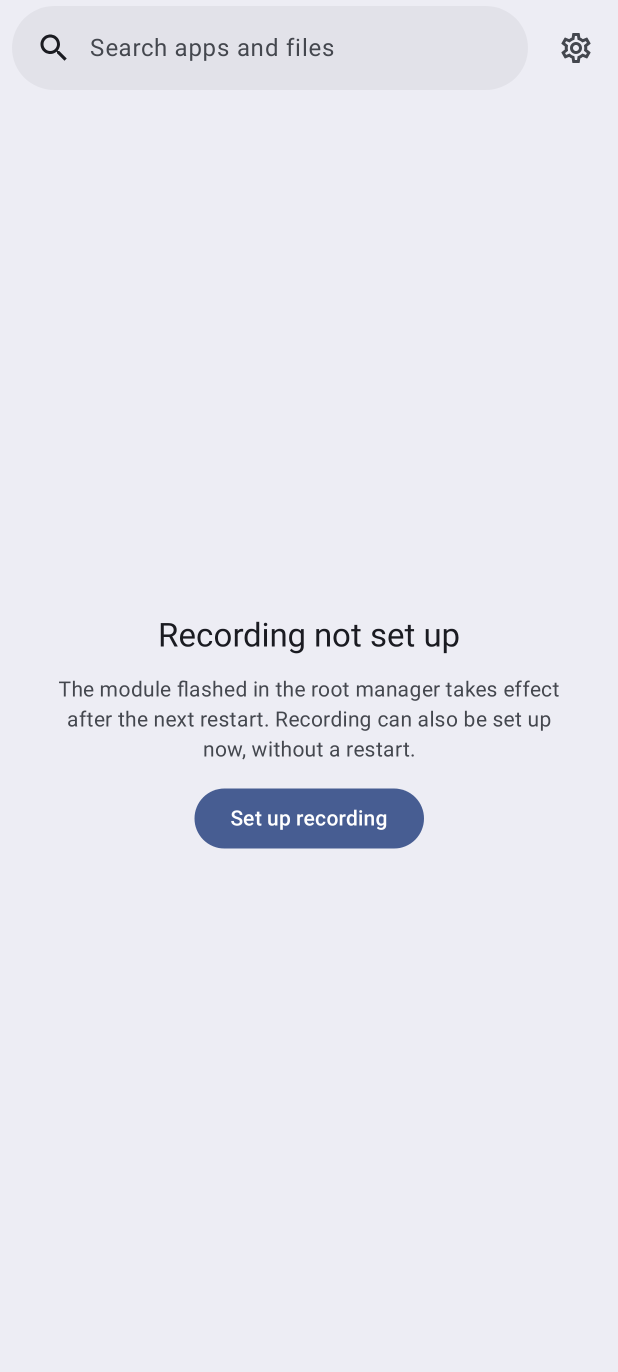 Search apps and files
Recording not set up
The module flashed in the root manager takes effect
after the next restart. Recording can also be set up
now, without a restart.
Set up recording